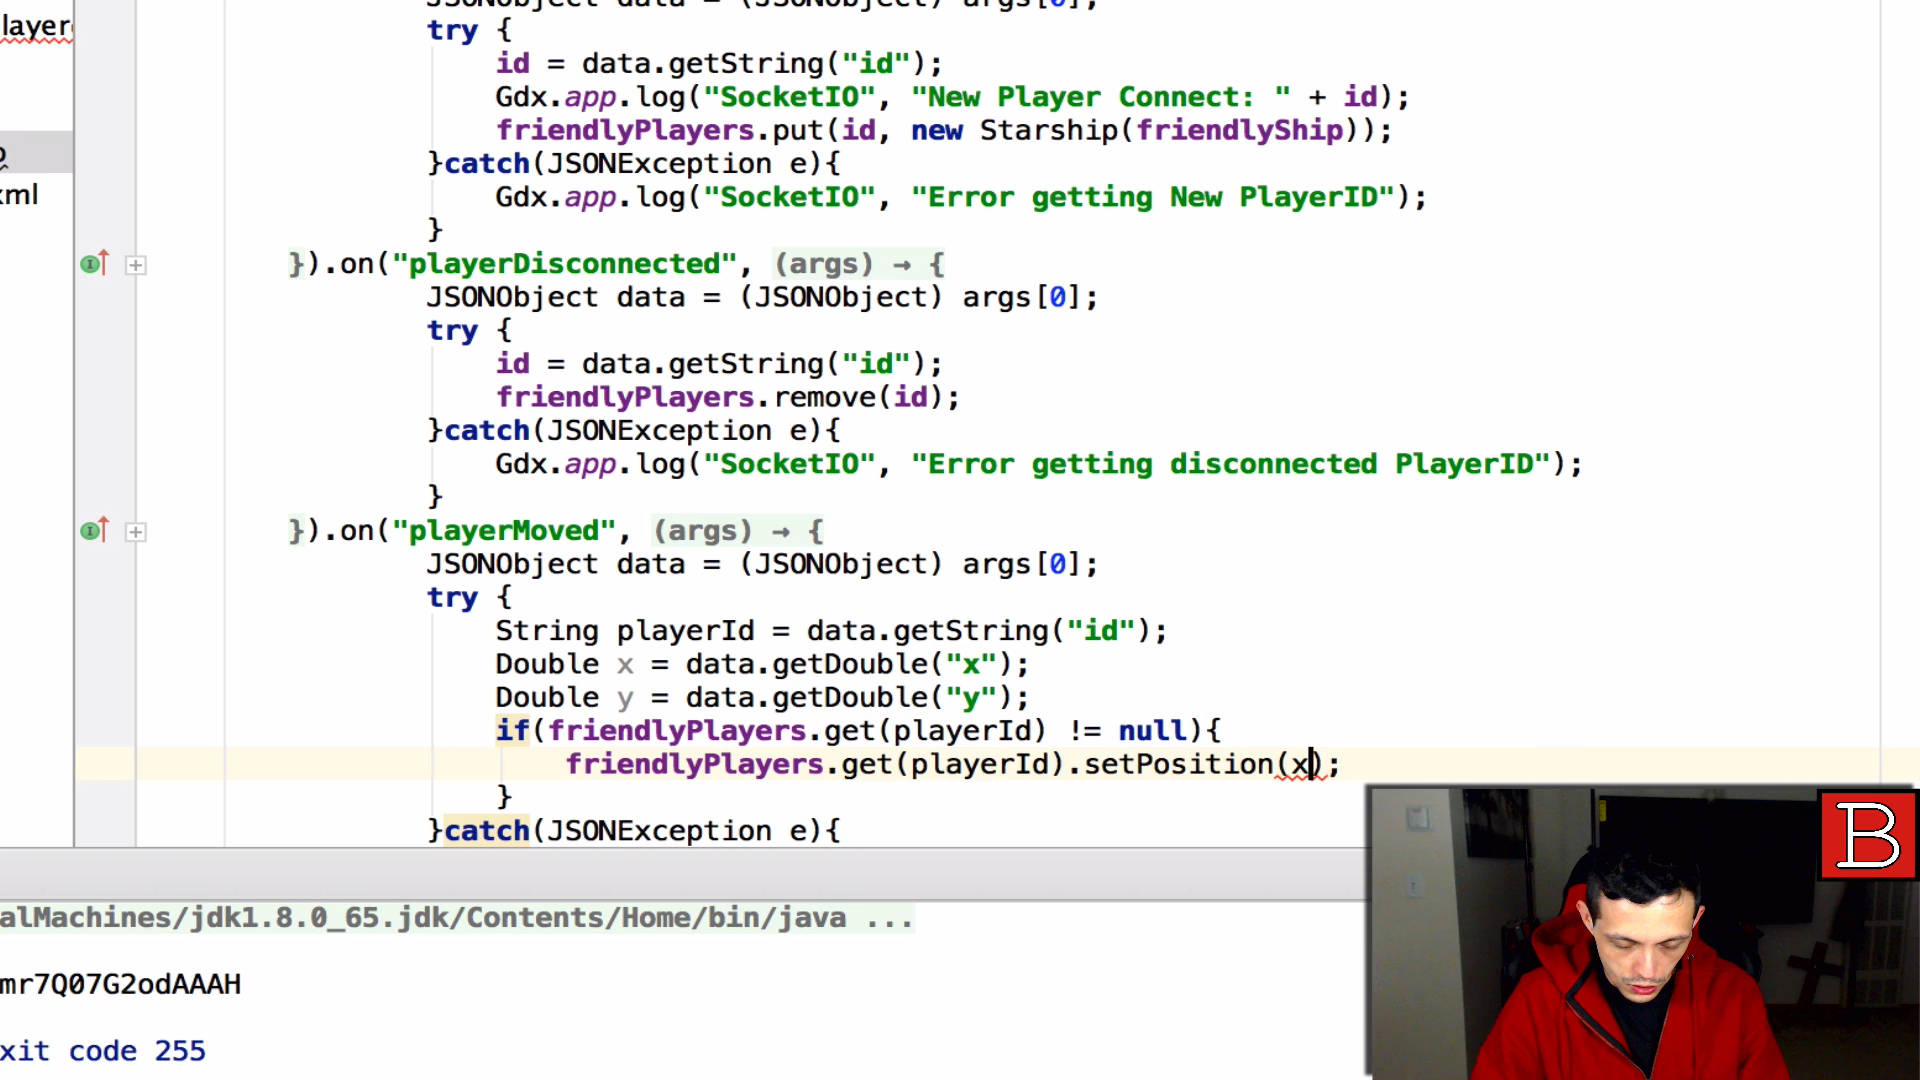 JSONObject data = (JSONObject) args[0];
layer
try {
id = data.getString("id");
Gdx.app.log("SocketIO", "New Player Connect: " + id);
friendlyPlayers.put(id, new Starship(friendlyShip));
}catch(JSONException e){
xml
Gdx.app.log("SocketIO", "Error getting New PlayerID");
}
}).on("playerDisconnected", (args) → {
JSONObject data = (JSONObject) args[0];
try {
id = data.getString("id");
friendlyPlayers.remove(id);
}catch(JSONException e){
Gdx.app.log("SocketIO", "Error getting disconnected PlayerID");
}
}).on("playerMoved", (args) → {
JSONObject data = (JSONObject) args[0];
try {
String playerId = data.getString("id");
Double x = data.getDouble("x");
Double y = data.getDouble("y");
if(friendlyPlayers.get(playerId) != null){
friendlyPlayers.get(playerId).setPosition(x);
}
}catch(JSONException e){
B
alMachines/jdk1.8.0_65.jdk/Contents/Home/bin/java ...
mr7Q07G2odAAAH
xit code 255